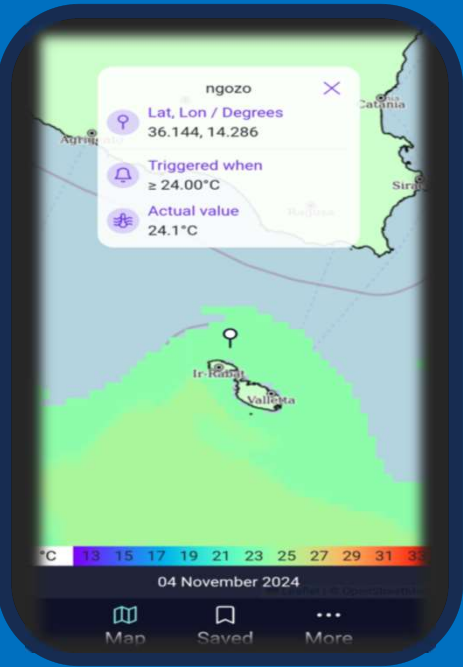 ngozo
Lat, Lon / Degrees
36.144, 14.286
Triggered when
≥ 24.00°C
Actual value
24.1°C
Catania
Ragusa
Ir-Rabat
Valletta
°C 13 15 17 19 21 23 25 27 29 31 33
04 November 2024
Map Saved More